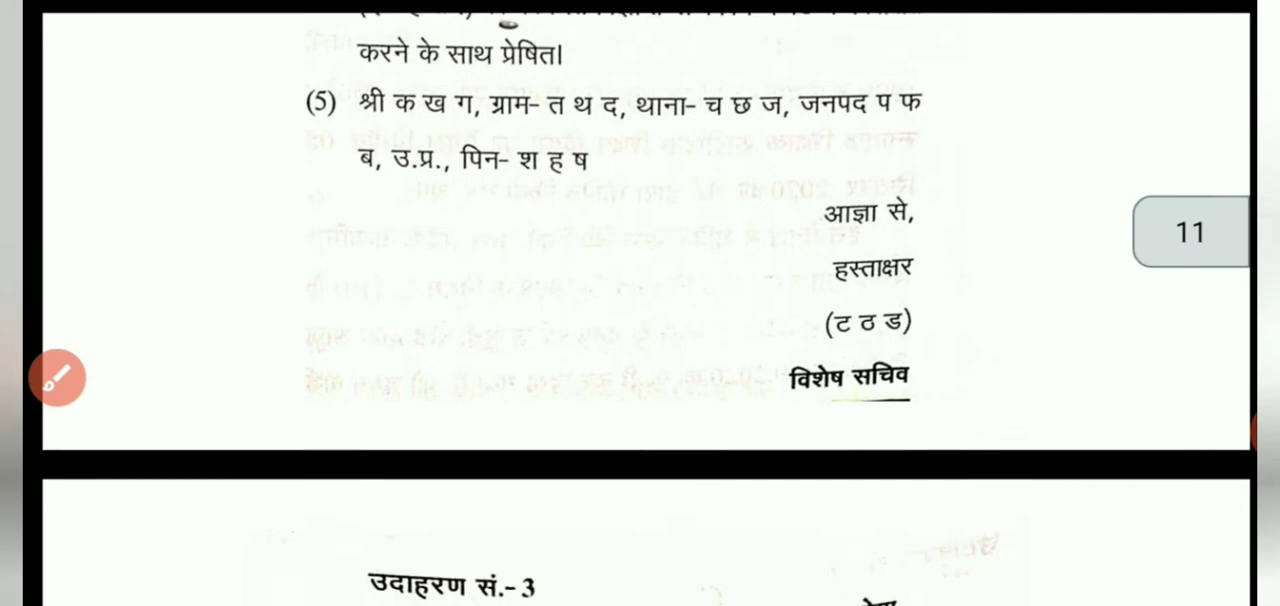 करने के साथ प्रेषित।
(5) श्री क ख ग, ग्राम- त थ द, थाना- च छ ज, जनपद प फ
ब, उ.प्र., पिन- श ह ष
आज्ञा से,
हस्ताक्षर
(ट ठ ड)
विशेष सचिव
11
उदाहरण सं.- 3